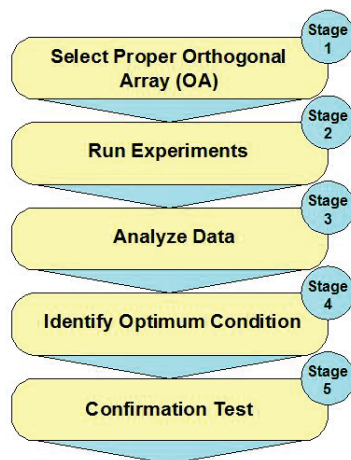 Stage
1
Select Proper Orthogonal
Array (OA)
Stage
2
Run Experiments
Stage
3
Analyze Data
Stage
4
Identify Optimum Condition
Stage
5
Confirmation Test